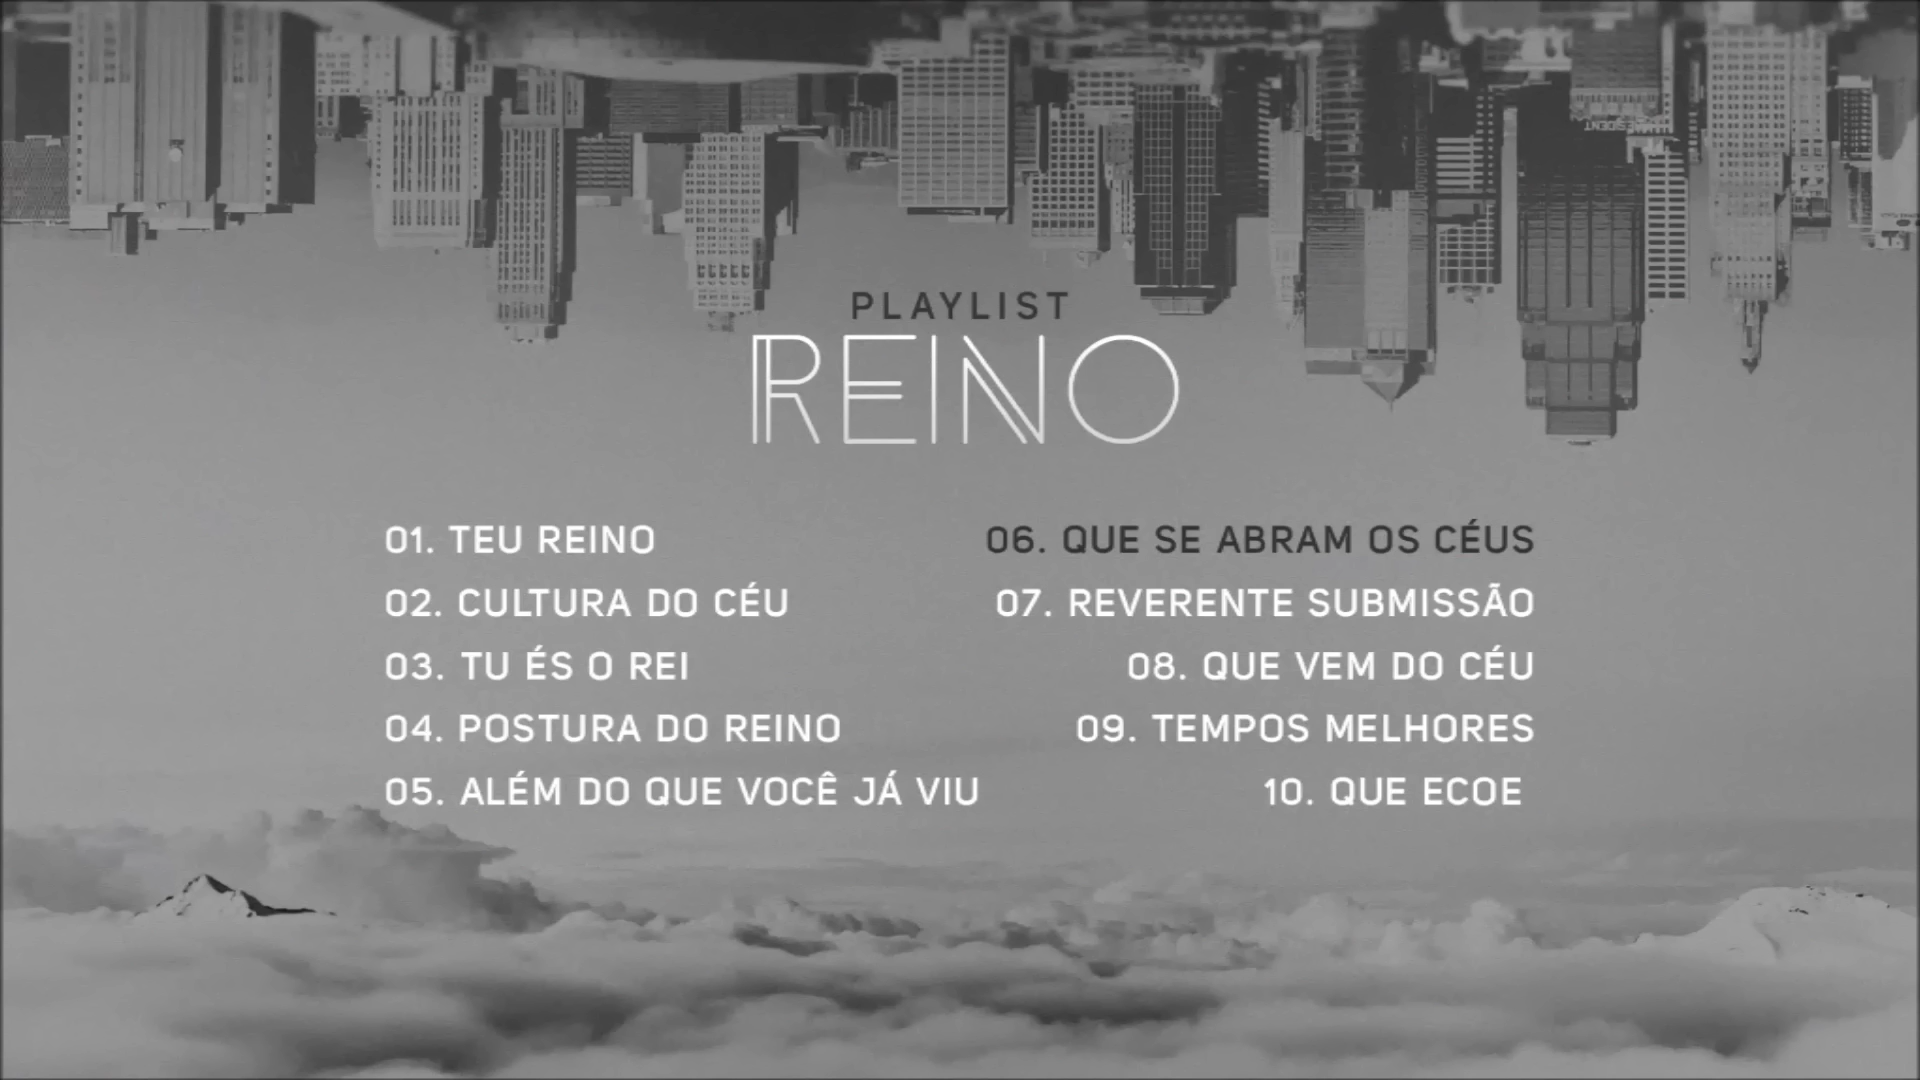 PLAYLIST
REINO
01. TEU REINO
02. CULTURA DO CÉU
03. TU ÉS O REI
04. POSTURA DO REINO
05. ALÉM DO QUE VOCÊ JÁ VIU
06. QUE SE ABRAM OS CÉUS
07. REVERENTE SUBMISSÃO
08. QUE VEM DO CÉU
09. TEMPOS MELHORES
10. QUE ECOE